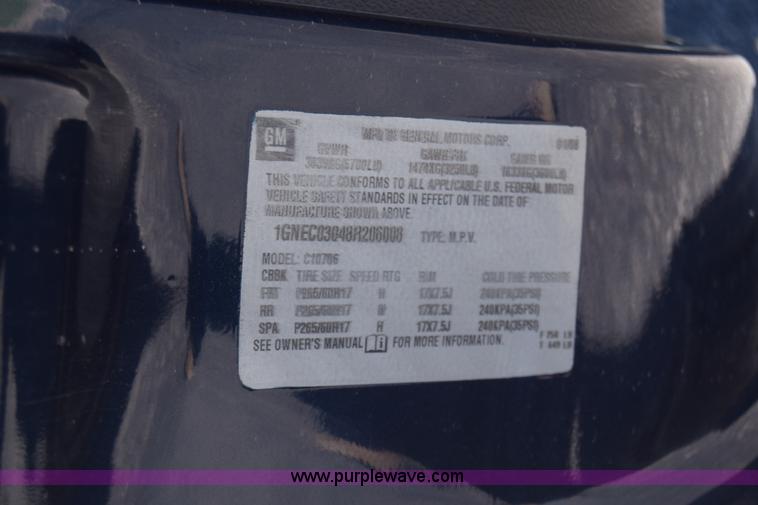 GM MFD BY GENERAL MOTORS CORP.
GVWR GAWR FRT GAWR RR
THIS VEHICLE CONFORMS TO ALL APPLICABLE U.S. FEDERAL MOTOR
VEHICLE SAFETY STANDARDS IN EFFECT ON THE DATE OF
MANUFACTURE SHOWN ABOVE.
TYPE: M.P.V.
MODEL: C10706
TIRE SIZE SPEED RTG RIM COLD TIRE PRESSURE
FRT P265/60R17 H 17X7.5J 240KPA(35PSI)
RR P265/60R17 H 17X7.5J 240KPA(35PSI)
SPA P265/60R17 H 17X7.5J 240KPA(35PSI)
SEE OWNER'S MANUAL FOR MORE INFORMATION.
www.purplewave.com